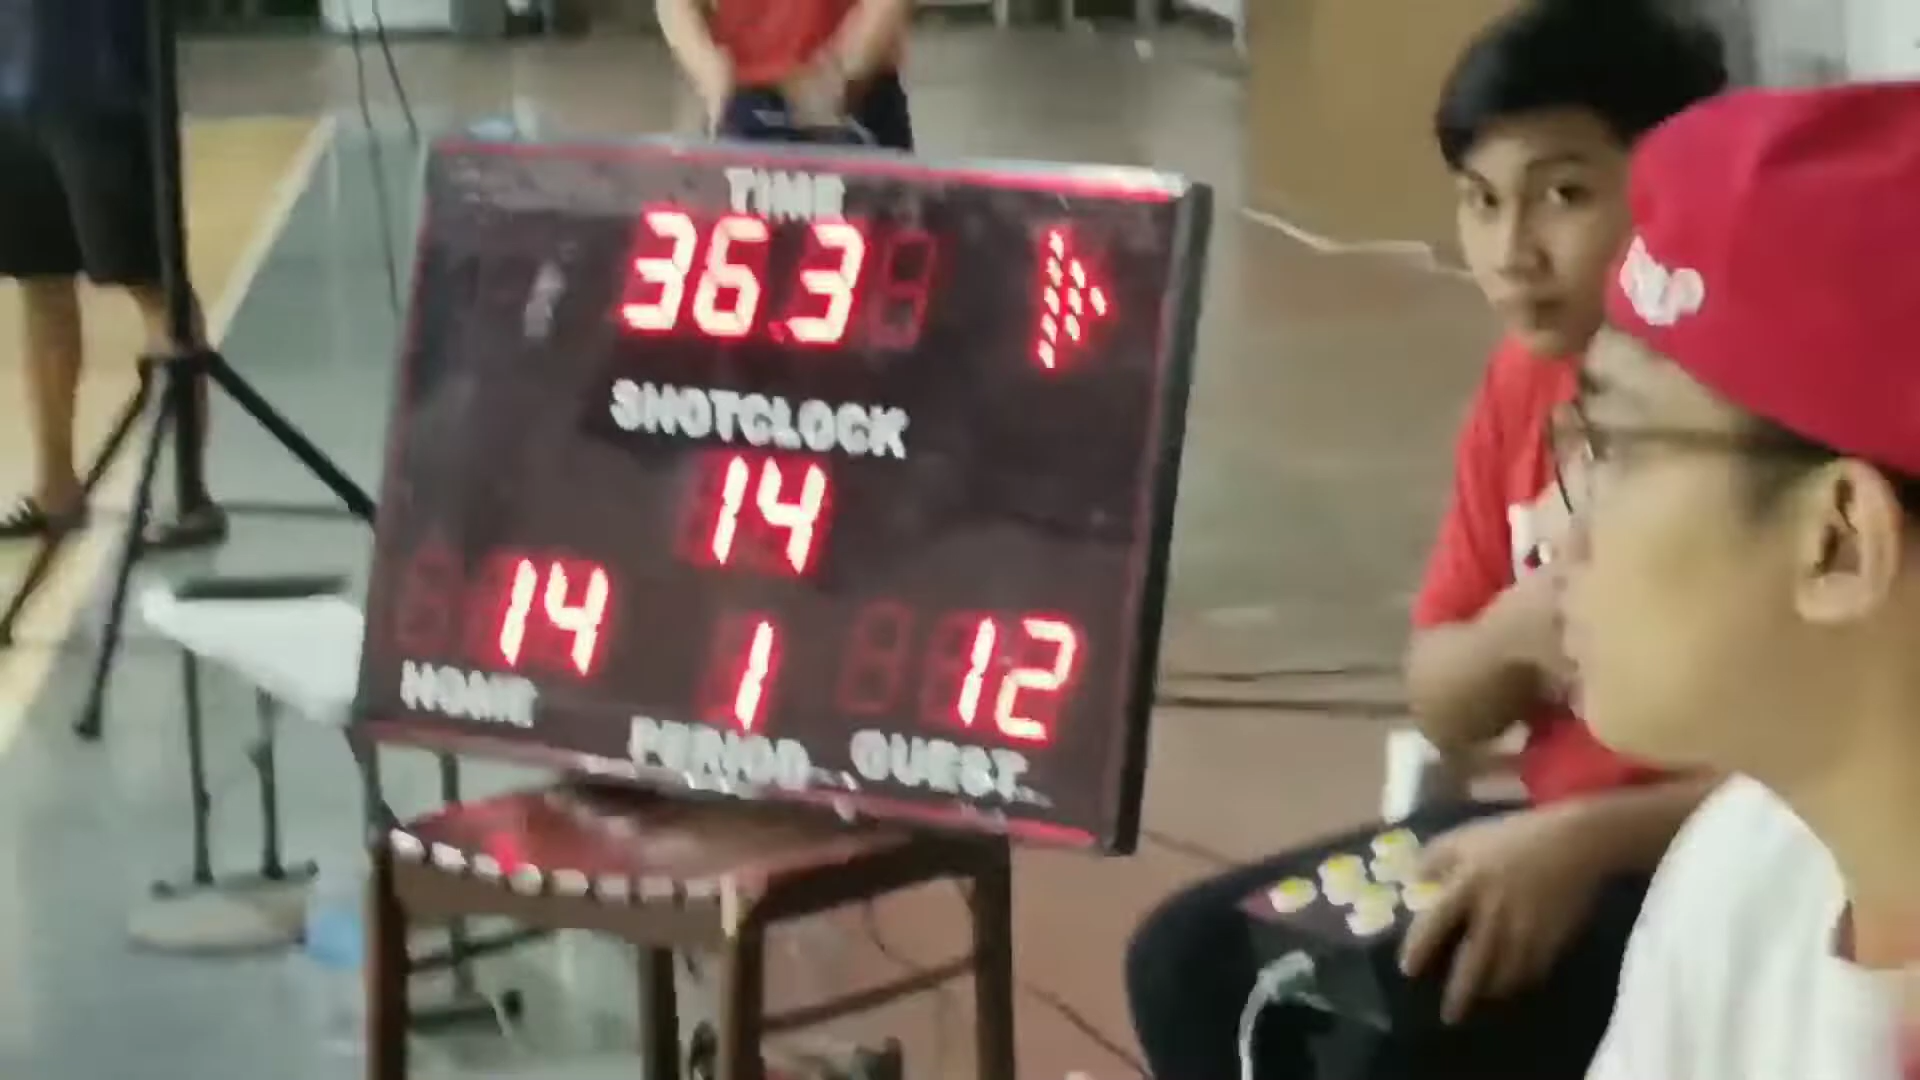 TIME
36.3
SHOTCLOCK
14
14 1 12
HOME PERIOD GUEST